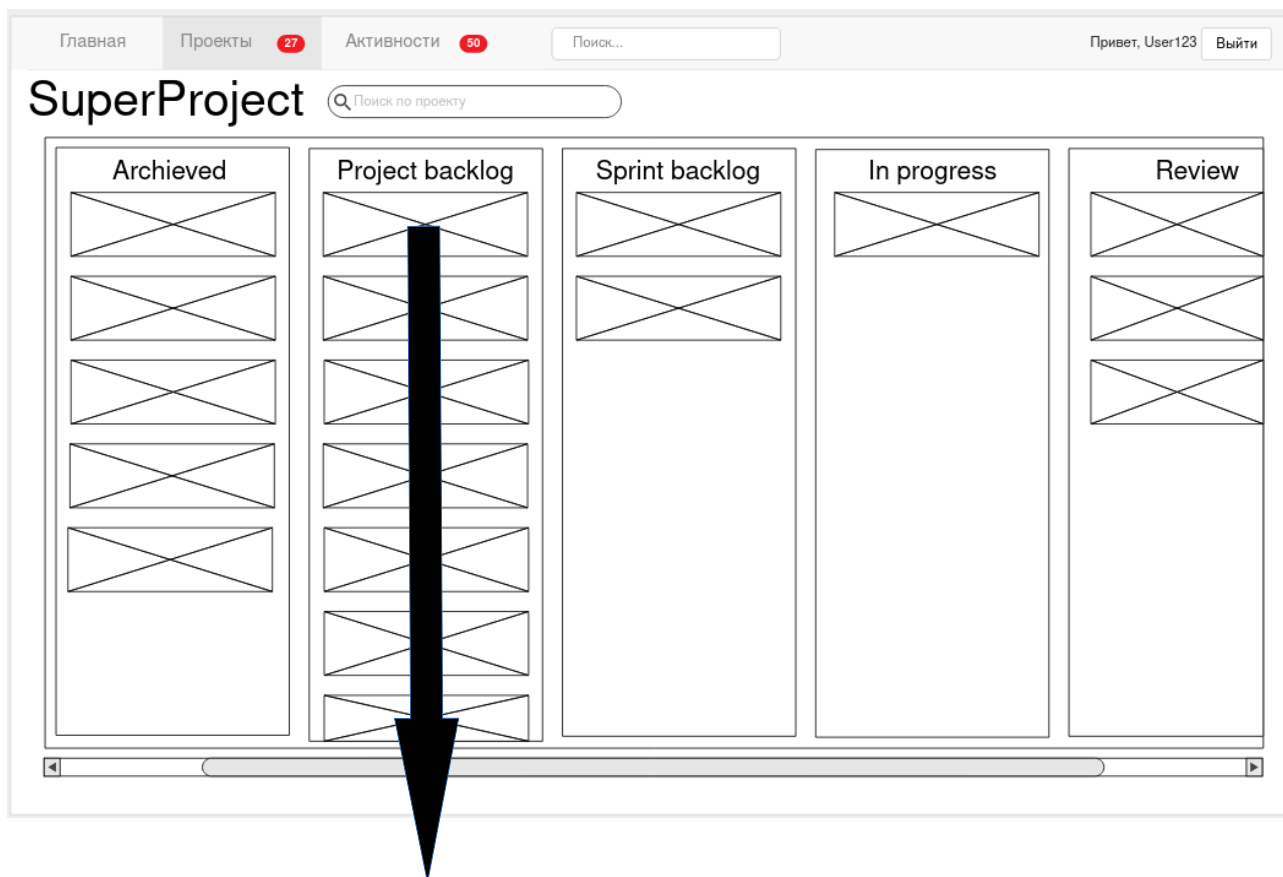 Главная Проекты 27 Активности 50 Поиск... Привет, User123 Выйти
SuperProject Поиск по проекту
Archieved Project backlog Sprint backlog In progress Review